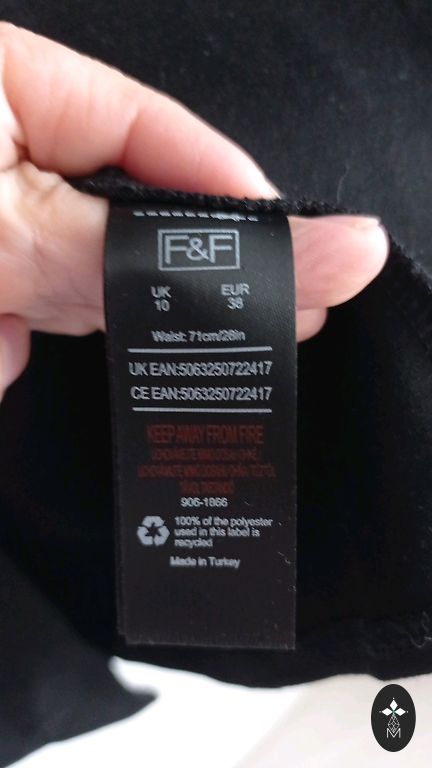 F&F
UK EUR
10 38
Waist: 71cm/28in
UK EAN:5063250722417
CE EAN:5063250722417
KEEP AWAY FROM FIRE
906-1866
100% of the polyester
used in this label is
recycled
Made in Turkey
M